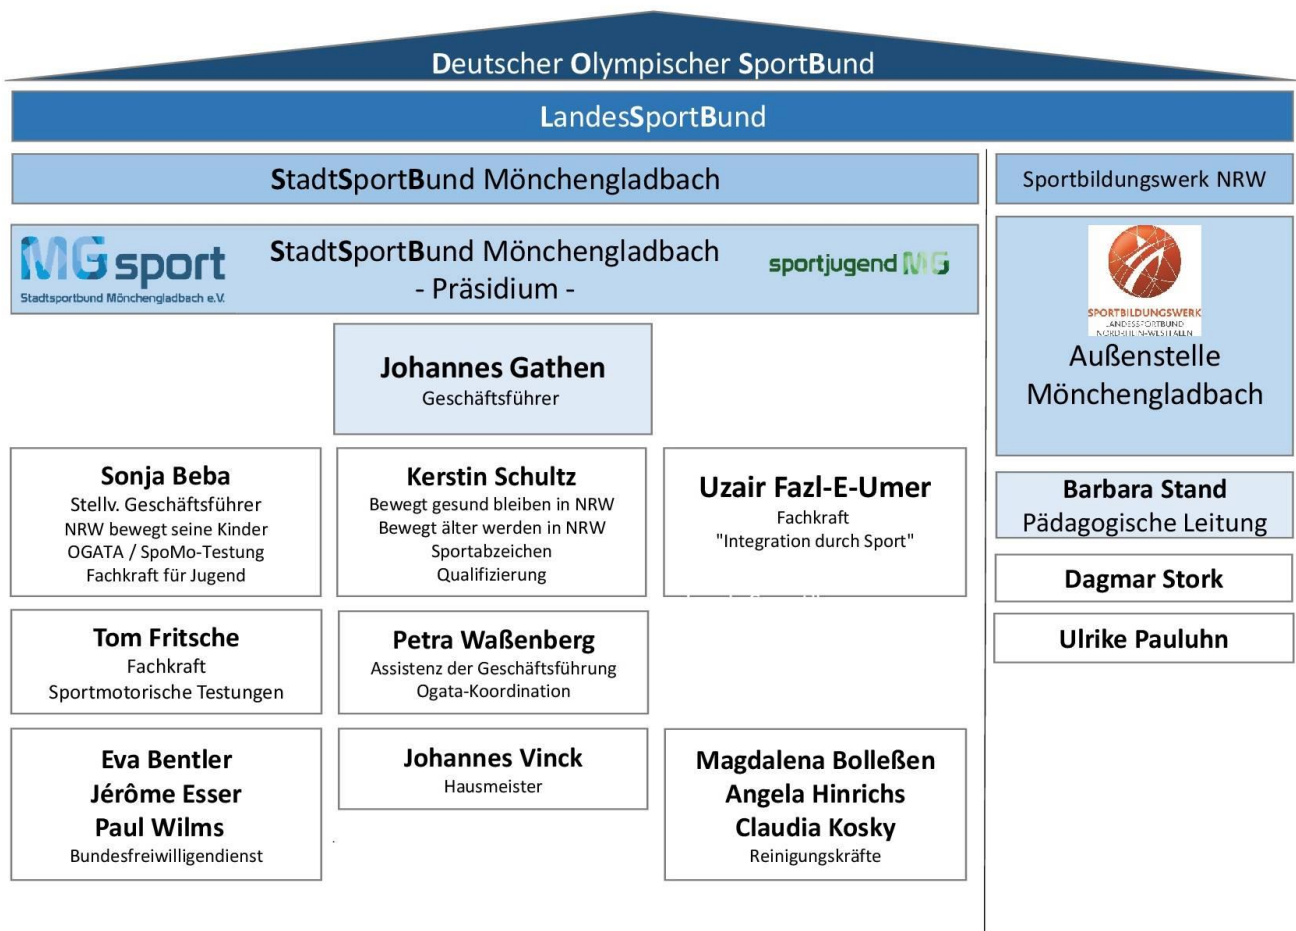 Deutscher Olympischer SportBund
LandesSportBund
StadtSportBund Mönchengladbach
MG sport
Stadtsportbund Mönchengladbach e.V.
StadtSportBund Mönchengladbach
- Präsidium -
sportjugend MG
Johannes Gathen
Geschäftsführer
Sonja Beba
Stellv. Geschäftsführer
NRW bewegt seine Kinder
OGATA / SpoMo-Testung
Fachkraft für Jugend
Kerstin Schultz
Bewegt gesund bleiben in NRW
Bewegt älter werden in NRW
Sportabzeichen
Qualifizierung
Uzair Fazl-E-Umer
Fachkraft
"Integration durch Sport"
Tom Fritsche
Fachkraft
Sportmotorische Testungen
Petra Waßenberg
Assistenz der Geschäftsführung
Ogata-Koordination
Eva Bentler
Jérôme Esser
Paul Wilms
Bundesfreiwilligendienst
Johannes Vinck
Hausmeister
Magdalena Bolleßen
Angela Hinrichs
Claudia Kosky
Reinigungskräfte
Sportbildungswerk NRW
SPORTBILDUNGSWERK
LANDESSPORTBUND
NORDRHEIN-WESTFALEN
Außenstelle
Mönchengladbach
Barbara Stand
Pädagogische Leitung
Dagmar Stork
Ulrike Pauluhn